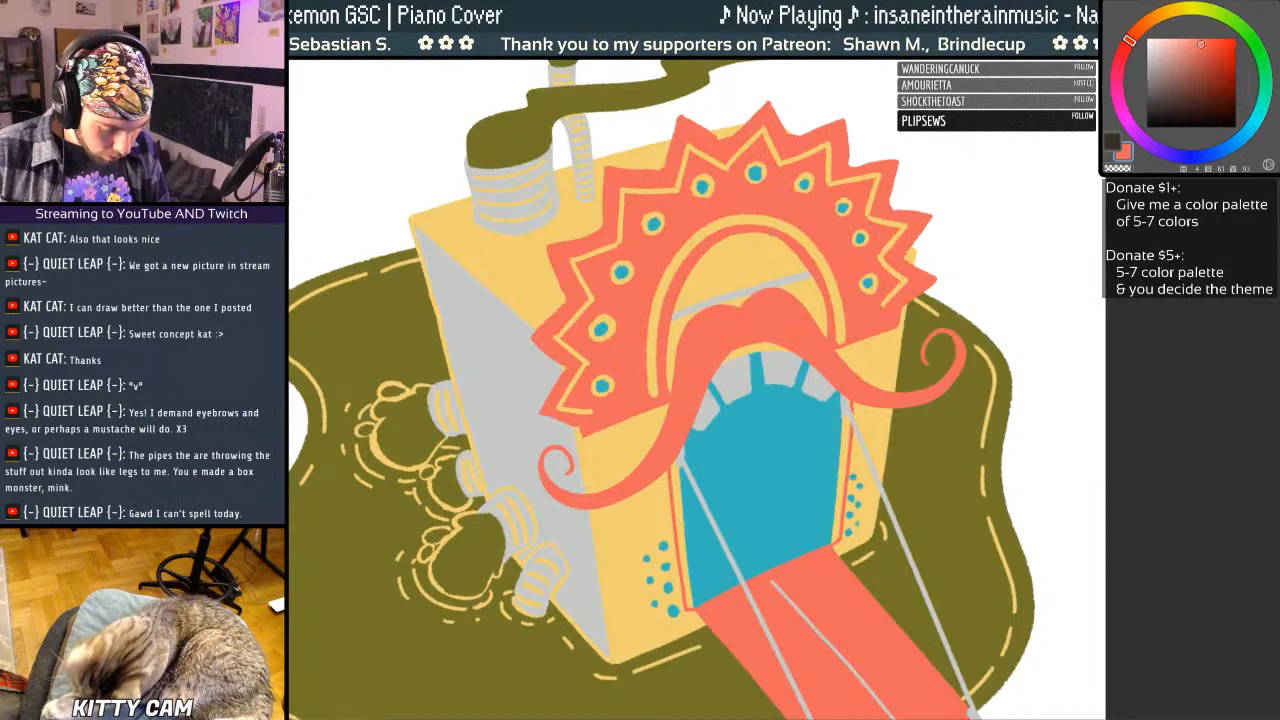 kemon GSC | Piano Cover ♪ Now Playing ♪ : insaneintherainmusic - Na
Sebastian S. ✿ ✿ ✿ Thank you to my supporters on Patreon: Shawn M., Brindlecup ✿ ✿
WANDERINGCANUCK FOLLOW
AMOURIETTA HOST
SHOCKTHETOAST FOLLOW
PLIPSEWS FOLLOW
Donate $1+:
Give me a color palette
of 5-7 colors
Donate $5+:
5-7 color palette
& you decide the theme
Streaming to YouTube AND Twitch
KAT CAT: Also that looks nice
{-} QUIET LEAP {-}: We got a new picture in stream
pictures~
KAT CAT: I can draw better than the one I posted
{-} QUIET LEAP {-}: Sweet concept kat :>
KAT CAT: Thanks
{-} QUIET LEAP {-}: °v°
{-} QUIET LEAP {-}: Yes! I demand eyebrows and
eyes, or perhaps a mustache will do. X3
{-} QUIET LEAP {-}: The pipes the are throwing the
stuff out kinda look like legs to me. You e made a box
monster, mink.
{-} QUIET LEAP {-}: Gawd I can't spell today.
KITTY CAM